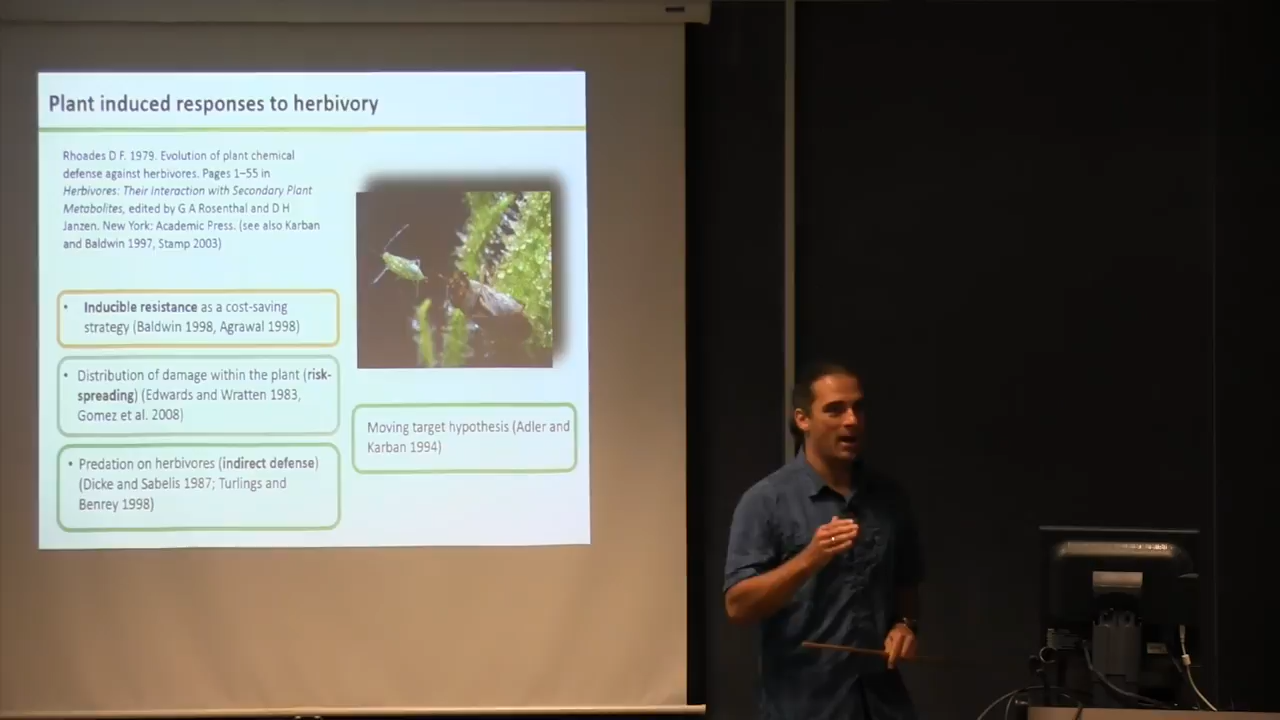 Plant induced responses to herbivory
Rhoades D F. 1979. Evolution of plant chemical
defense against herbivores. Pages 1–55 in
Herbivores: Their Interaction with Secondary Plant
Metabolites, edited by G A Rosenthal and D H
Janzen. New York: Academic Press. (see also Karban
and Baldwin 1997, Stamp 2003)
• Inducible resistance as a cost-saving
strategy (Baldwin 1998, Agrawal 1998)
• Distribution of damage within the plant (risk-
spreading) (Edwards and Wratten 1983,
Gomez et al. 2008)
• Predation on herbivores (indirect defense)
(Dicke and Sabelis 1987; Turlings and
Benrey 1998)
Moving target hypothesis (Adler and
Karban 1994)